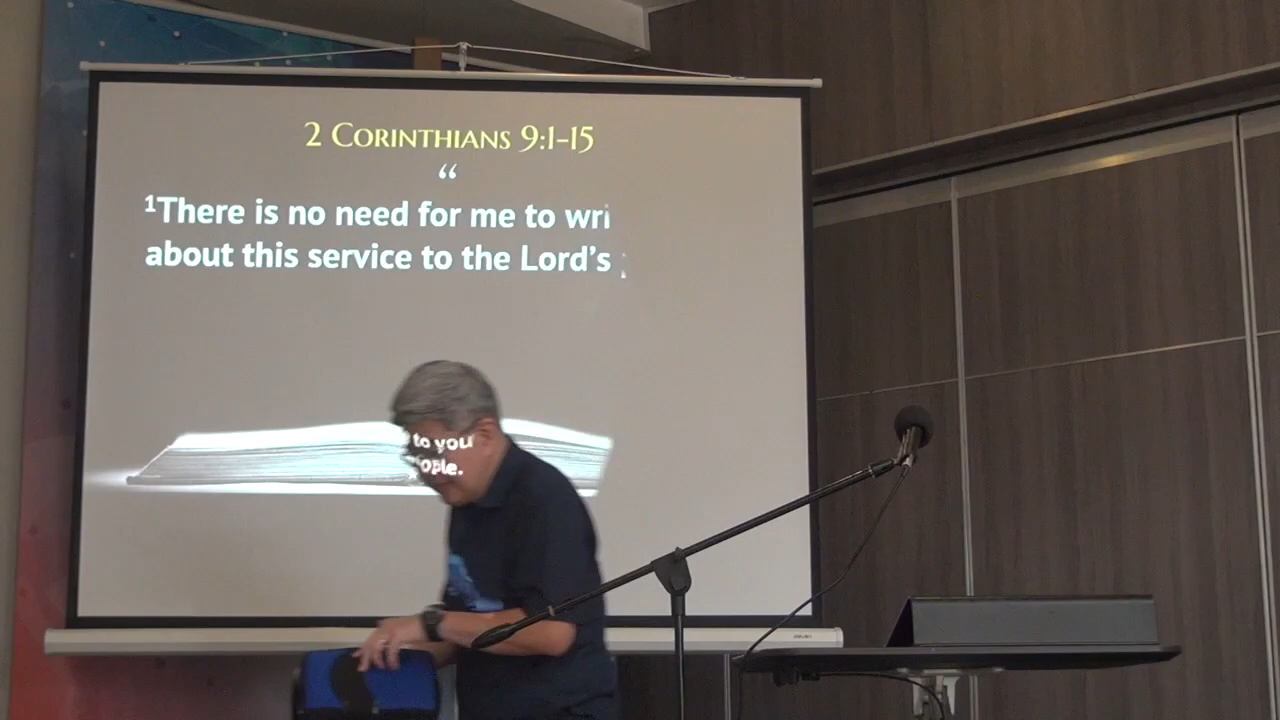 2 Corinthians 9:1-15
“
¹There is no need for me to wri
to you
about this service to the Lord’s
ople.